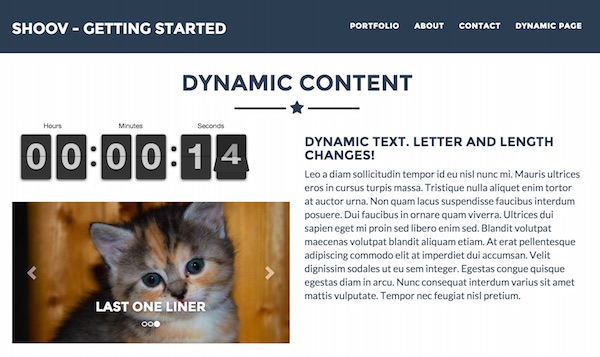 SHOOV - GETTING STARTED
PORTFOLIO ABOUT CONTACT DYNAMIC PAGE
DYNAMIC CONTENT
Hours Minutes Seconds
00:00:14
LAST ONE LINER
DYNAMIC TEXT. LETTER AND LENGTH
CHANGES!
Leo a diam sollicitudin tempor id eu nisl nunc mi. Mauris ultrices
eros in cursus turpis massa. Tristique nulla aliquet enim tortor
at auctor urna. Non quam lacus suspendisse faucibus interdum
posuere. Dui faucibus in ornare quam viverra. Ultrices dui
sapien eget mi proin sed libero enim sed. Blandit volutpat
maecenas volutpat blandit aliquam etiam. At erat pellentesque
adipiscing commodo elit at imperdiet dui accumsan. Velit
dignissim sodales ut eu sem integer. Egestas congue quisque
egestas diam in arcu. Nunc consequat interdum varius sit amet
mattis vulputate. Tempor nec feugiat nisl pretium.